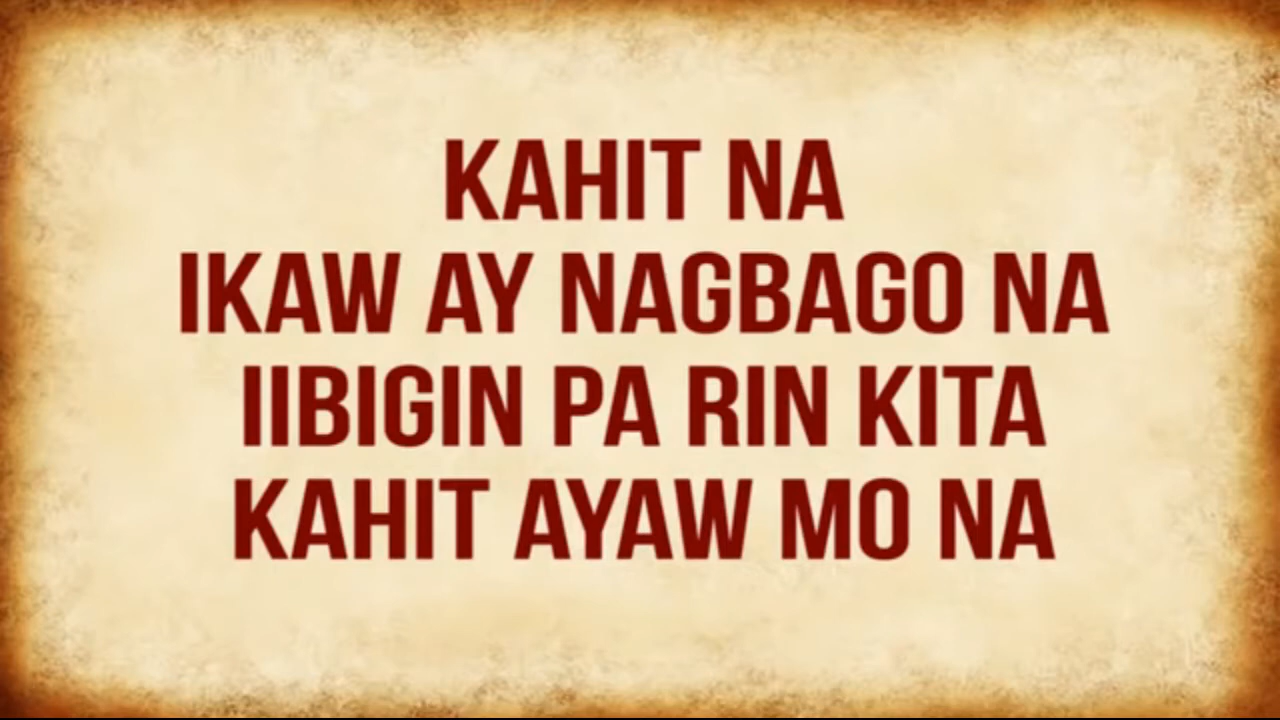 KAHIT NA
IKAW AY NAGBAGO NA
IIBIGIN PA RIN KITA
KAHIT AYAW MO NA